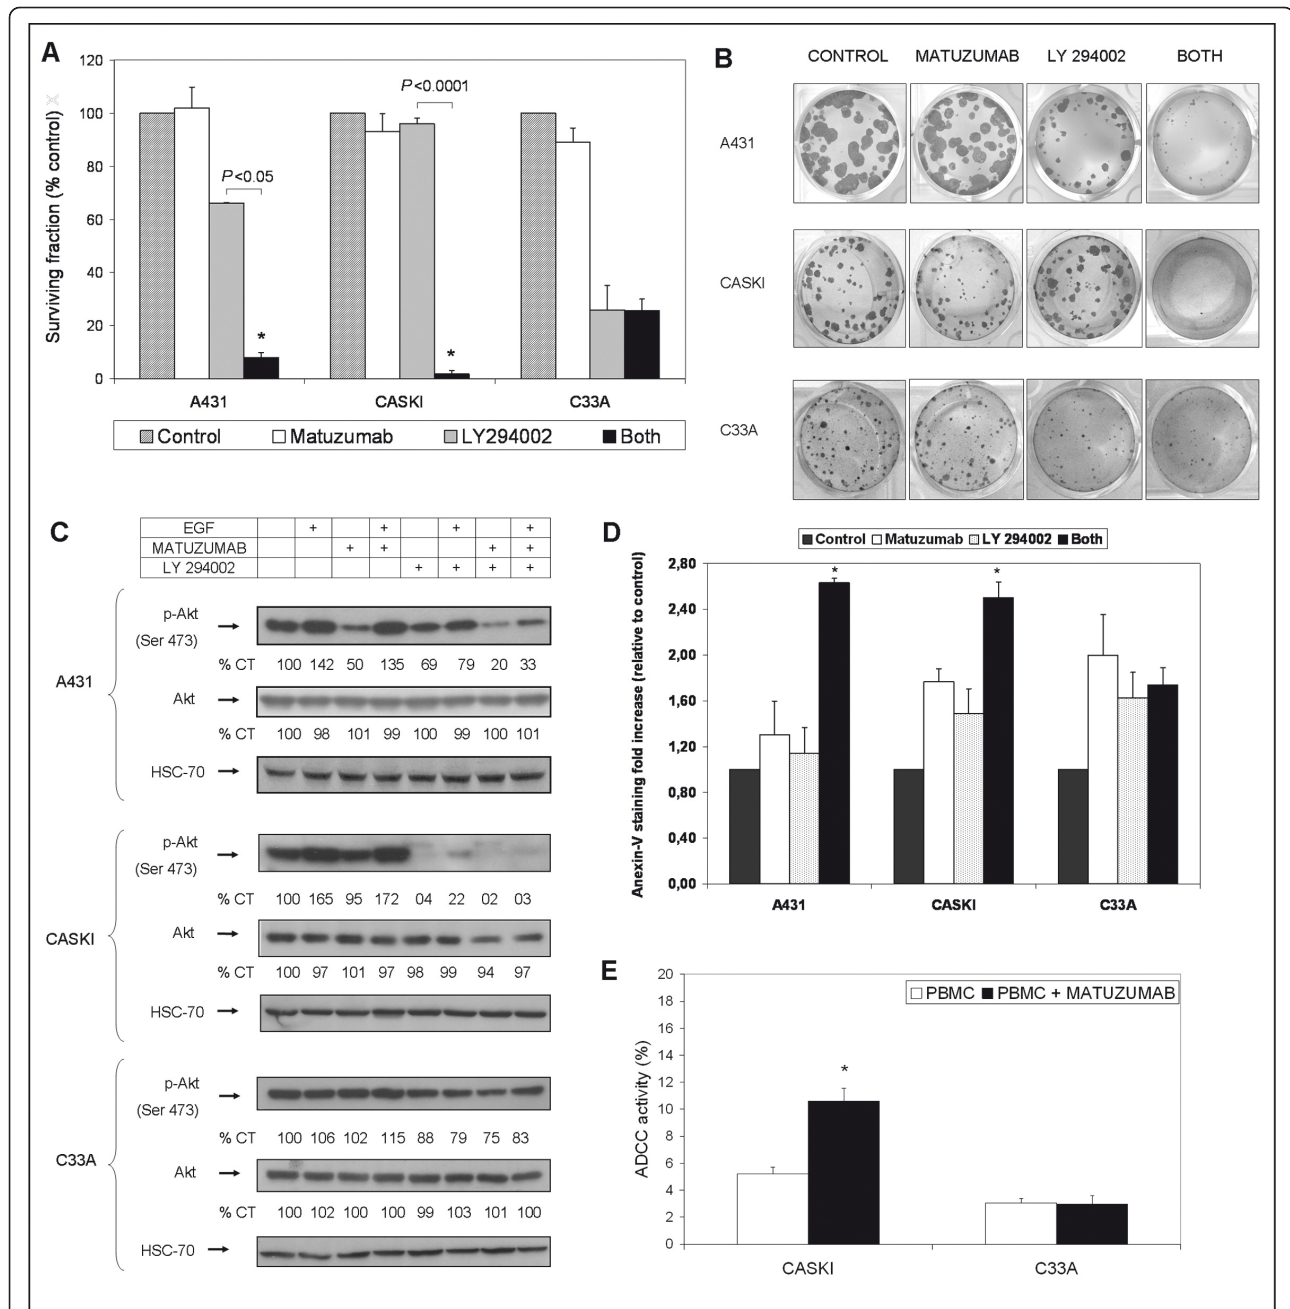 A
Surviving fraction (% control)
120
100
80
60
40
20
0
P<0.05
*
P<0.0001
*
A431 CASKI C33A
Control Matuzumab LY294002 Both
B
CONTROL MATUZUMAB LY 294002 BOTH
A431
CASKI
C33A
C
EGF + + + +
MATUZUMAB + + + +
LY 294002 + + + +
A431
p-Akt
(Ser 473)
% CT 100 142 50 135 69 79 20 33
Akt
% CT 100 98 101 99 100 99 100 101
HSC-70
CASKI
p-Akt
(Ser 473)
% CT 100 165 95 172 04 22 02 03
Akt
% CT 100 97 101 97 98 99 94 97
HSC-70
C33A
p-Akt
(Ser 473)
% CT 100 106 102 115 88 79 75 83
Akt
% CT 100 102 100 100 99 103 101 100
HSC-70
D
Control Matuzumab LY 294002 Both
Anexin-V staining fold increase (relative to control)
2,80
2,40
2,00
1,60
1,20
0,80
0,40
0,00
*
*
A431 CASKI C33A
E
ADCC activity (%)
20
18
16
14
12
10
8
6
4
2
0
PBMC PBMC + MATUZUMAB
*
CASKI C33A